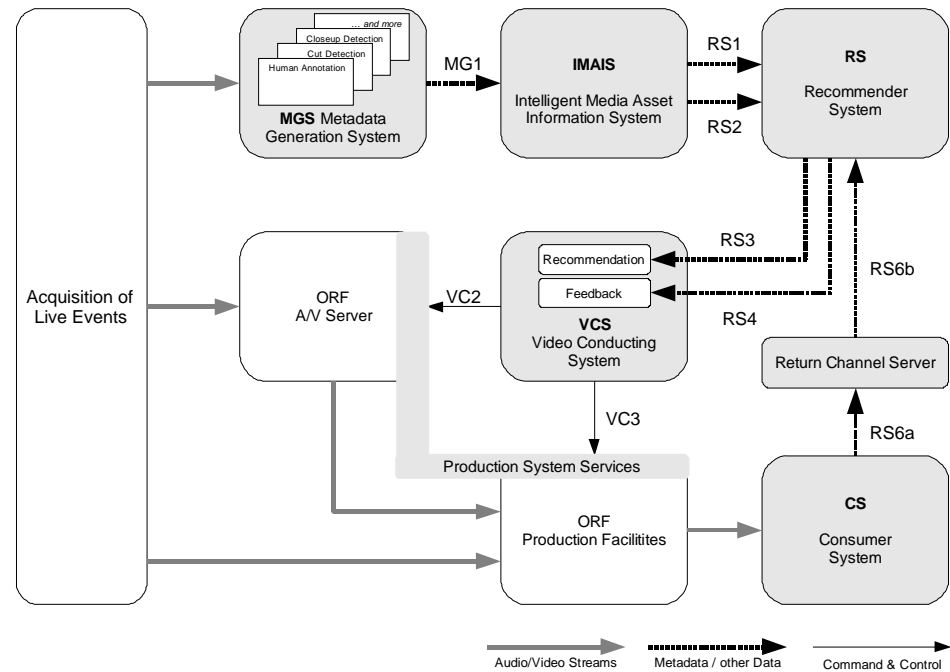 ... and more
Closeup Detection
Cut Detection
Human Annotation
MGS Metadata
Generation System
MG1
IMAIS
Intelligent Media Asset
Information System
RS1
RS2
RS
Recommender
System
Acquisition of
Live Events
ORF
A/V Server
VC2
Recommendation
Feedback
VCS
Video Conducting
System
RS3
RS4
RS6b
Return Channel Server
VC3
RS6a
Production System Services
ORF
Production Facilitites
CS
Consumer
System
Audio/Video Streams
Metadata / other Data
Command & Control